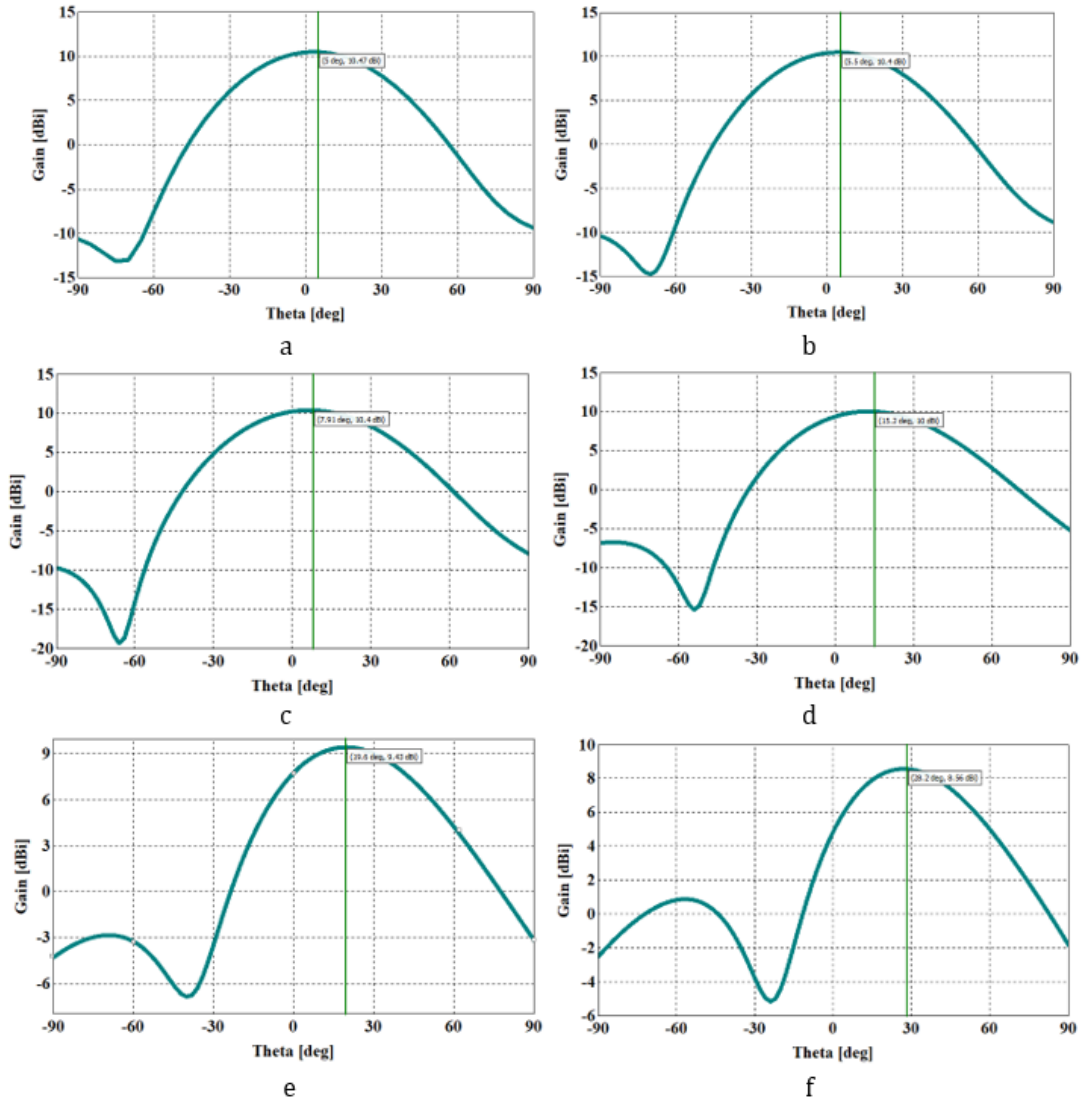 15
10
5
0
-5
-10
-15
Gain [dBi]
(5 deg, 10.47 dBi)
-90 -60 -30 0 30 60 90
Theta [deg]
a
15
10
5
0
-5
-10
-15
Gain [dBi]
(5.5 deg, 10.4 dBi)
-90 -60 -30 0 30 60 90
Theta [deg]
b
15
10
5
0
-5
-10
-15
-20
Gain [dBi]
(7.91 deg, 10.4 dBi)
-90 -60 -30 0 30 60 90
Theta [deg]
c
15
10
5
0
-5
-10
-15
-20
Gain [dBi]
(15.2 deg, 10 dBi)
-90 -60 -30 0 30 60 90
Theta [deg]
d
9
6
3
0
-3
-6
Gain [dBi]
(19.6 deg, 9.43 dBi)
-90 -60 -30 0 30 60 90
Theta [deg]
e
10
8
6
4
2
0
-2
-4
-6
Gain [dBi]
(28.2 deg, 8.56 dBi)
-90 -60 -30 0 30 60 90
Theta [deg]
f